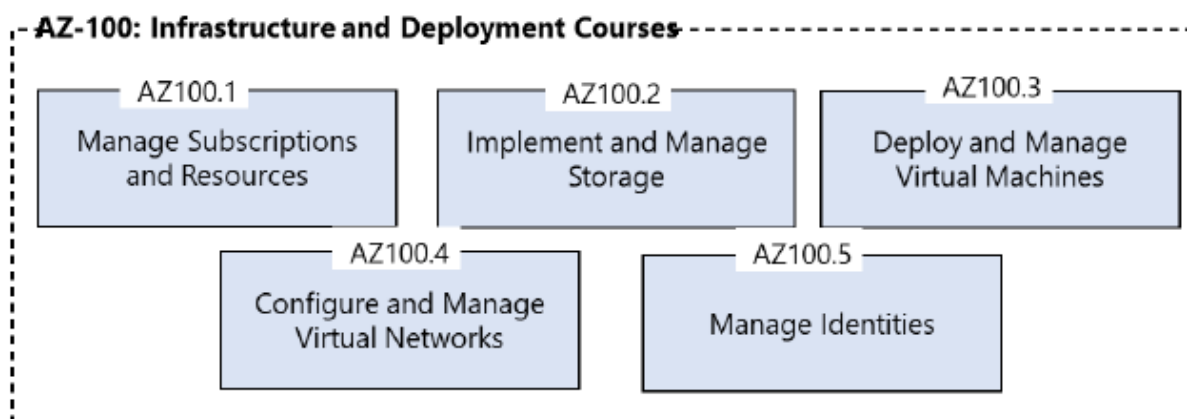 AZ-100: Infrastructure and Deployment Courses
AZ100.1
Manage Subscriptions
and Resources
AZ100.2
Implement and Manage
Storage
AZ100.3
Deploy and Manage
Virtual Machines
AZ100.4
Configure and Manage
Virtual Networks
AZ100.5
Manage Identities